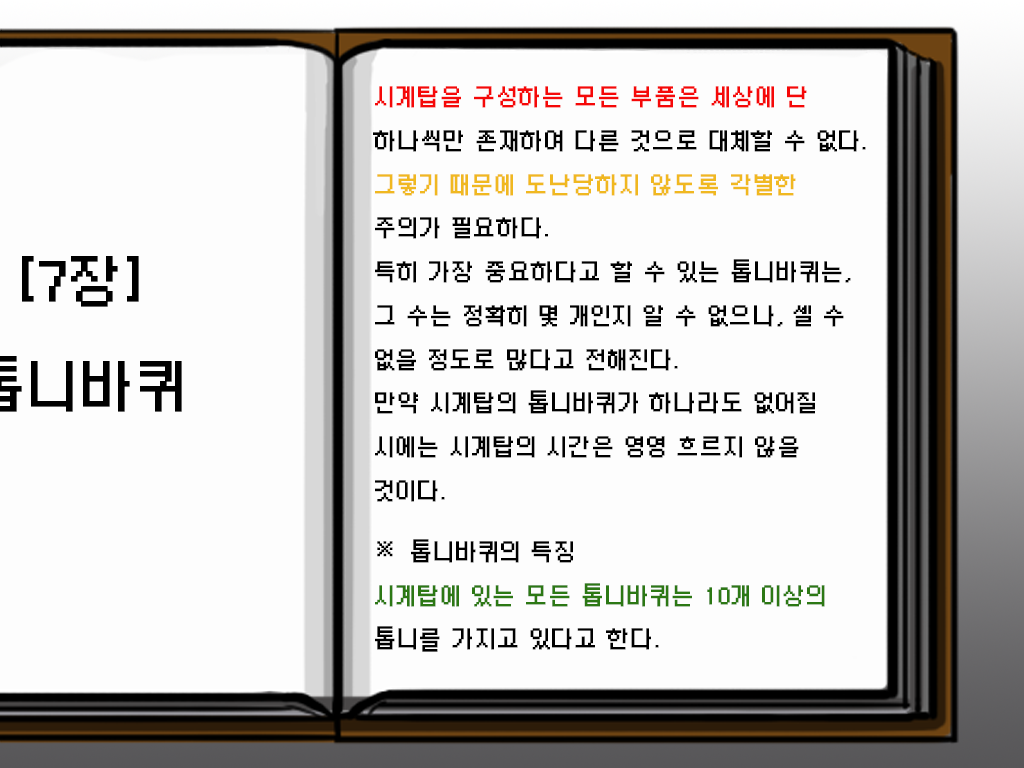 [7장]
톱니바퀴
시계탑을 구성하는 모든 부품은 세상에 단
하나씩만 존재하여 다른 것으로 대체할 수 없다.
그렇기 때문에 도난당하지 않도록 각별한
주의가 필요하다.
특히 가장 중요하다고 할 수 있는 톱니바퀴는,
그 수는 정확히 몇 개인지 알 수 없으나, 셀 수
없을 정도로 많다고 전해진다.
만약 시계탑의 톱니바퀴가 하나라도 없어질
시에는 시계탑의 시간은 영영 흐르지 않을
것이다.
※ 톱니바퀴의 특징
시계탑에 있는 모든 톱니바퀴는 10개 이상의
톱니를 가지고 있다고 한다.